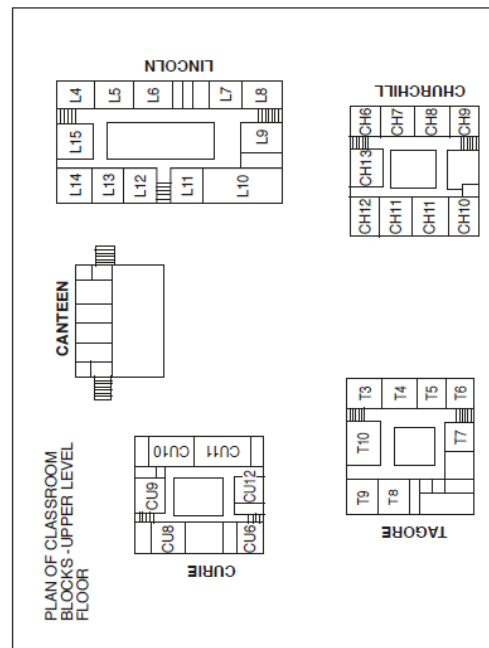 LINCOLN
L4
L5
L6
L7
L8
L15
L9
L14
L13
L12
L11
L10
CHURCHILL
CH6
CH7
CH8
CH9
CH13
CH12
CH11
CH11
CH10
CANTEEN
CU10
CU11
CU9
CU12
CU8
CU6
CURIE
T3
T4
T5
T6
T10
T7
T9
T8
TAGORE
PLAN OF CLASSROOM
BLOCKS - UPPER LEVEL
FLOOR